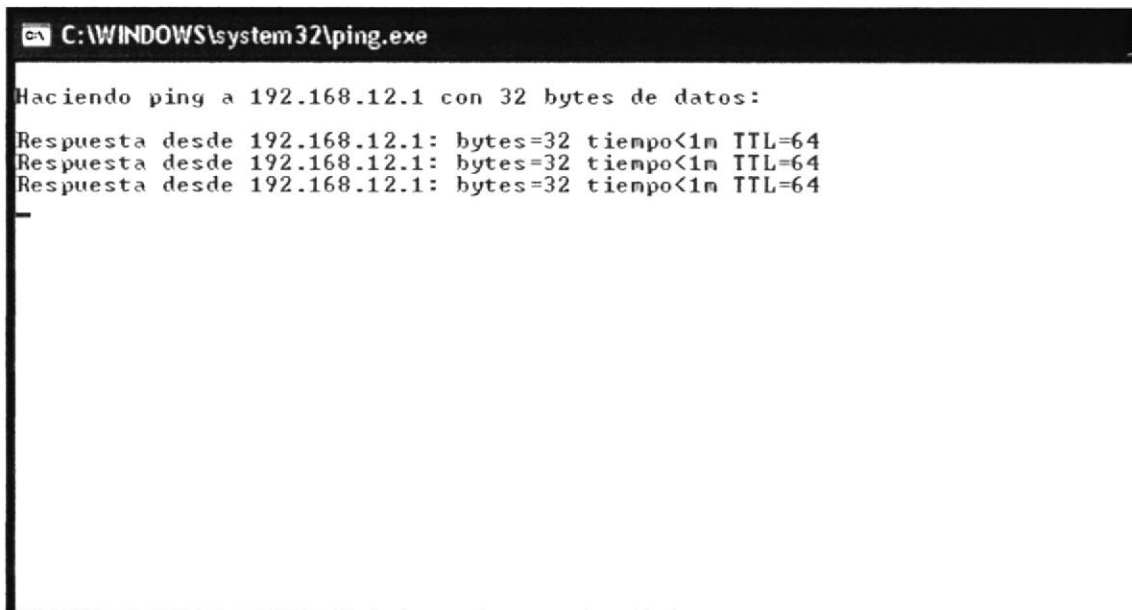 C:\WINDOWS\system32\ping.exe
Haciendo ping a 192.168.12.1 con 32 bytes de datos:
Respuesta desde 192.168.12.1: bytes=32 tiempo<1m TTL=64
Respuesta desde 192.168.12.1: bytes=32 tiempo<1m TTL=64
Respuesta desde 192.168.12.1: bytes=32 tiempo<1m TTL=64